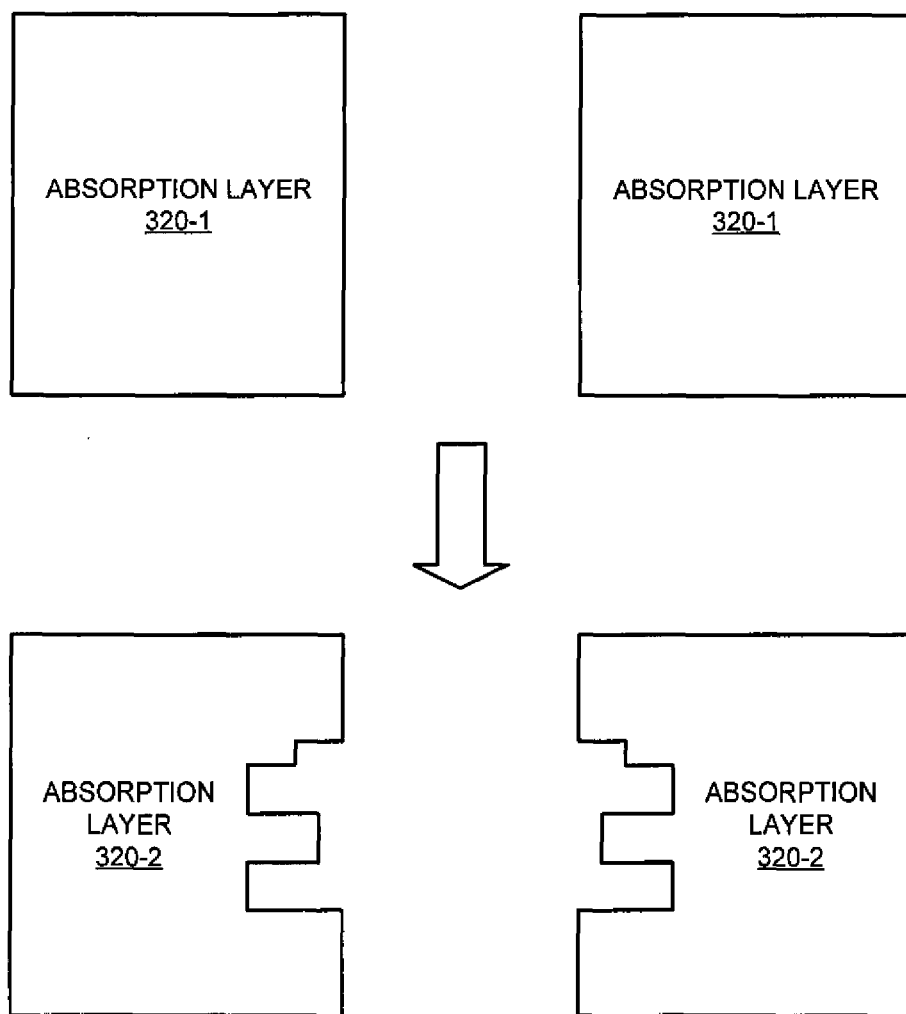 ABSORPTION LAYER
320-1
ABSORPTION LAYER
320-1
ABSORPTION
LAYER
320-2
ABSORPTION
LAYER
320-2